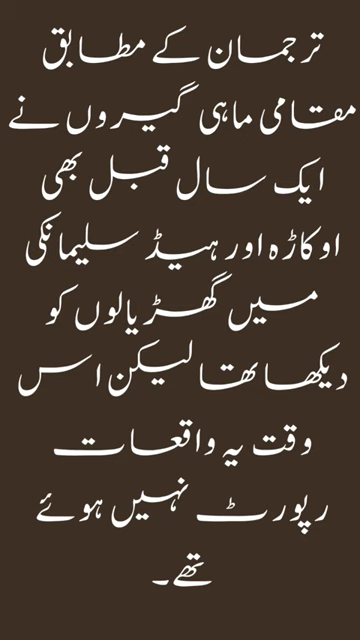 ترجمان کے مطابق
مقامی ماہی گیروں نے
ایک سال قبل بھی
اوکاڑہ اور ہیڈ سلیمانکی
میں گھڑیالوں کو
دیکھا تھا لیکن اس
وقت یہ واقعات
رپورٹ نہیں ہوئے
تھے۔